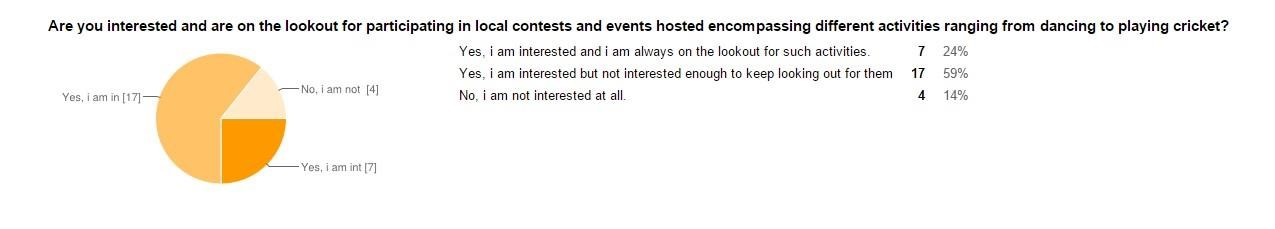 Are you interested and are on the lookout for participating in local contests and events hosted encompassing different activities ranging from dancing to playing cricket?
Yes, i am interested and i am always on the lookout for such activities. 7 24%
Yes, i am interested but not interested enough to keep looking out for them 17 59%
No, i am not interested at all. 4 14%
Yes, i am in [17]
No, i am not [4]
Yes, i am int [7]